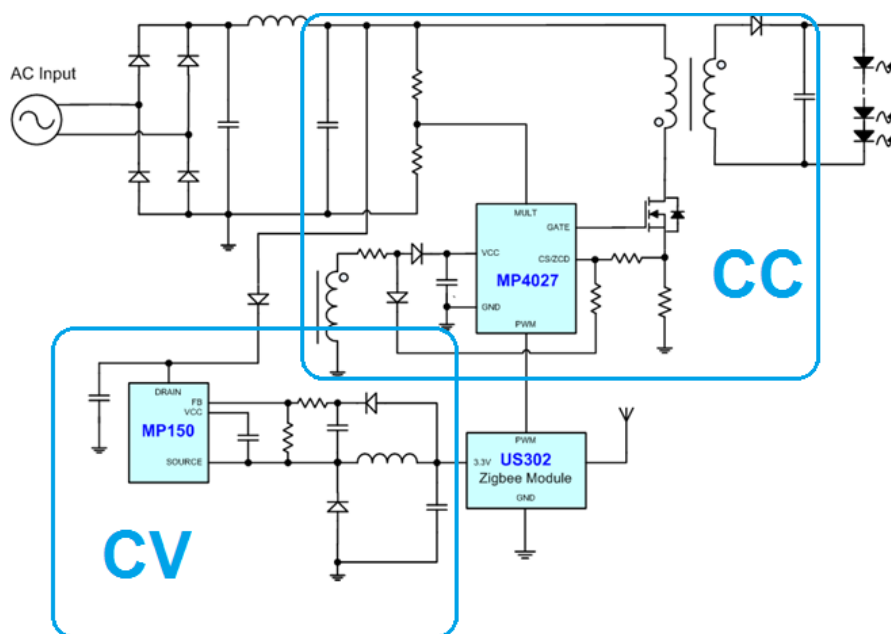 AC Input
MULT
GATE
VCC
CS/ZCD
MP4027
GND
PWM
CC
DRAIN
FB
VCC
MP150
SOURCE
PWM
3.3V
US302
Zigbee Module
GND
CV